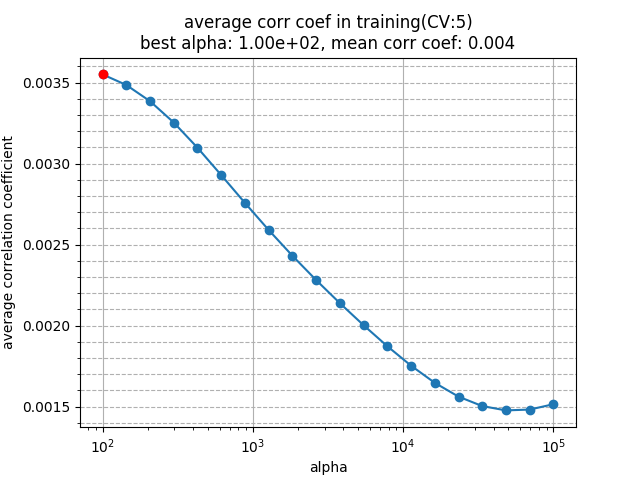 average corr coef in training(CV:5)
best alpha: 1.00e+02, mean corr coef: 0.004
average correlation coefficient
0.0035
0.0030
0.0025
0.0020
0.0015
10²
10³
10⁴
10⁵
alpha